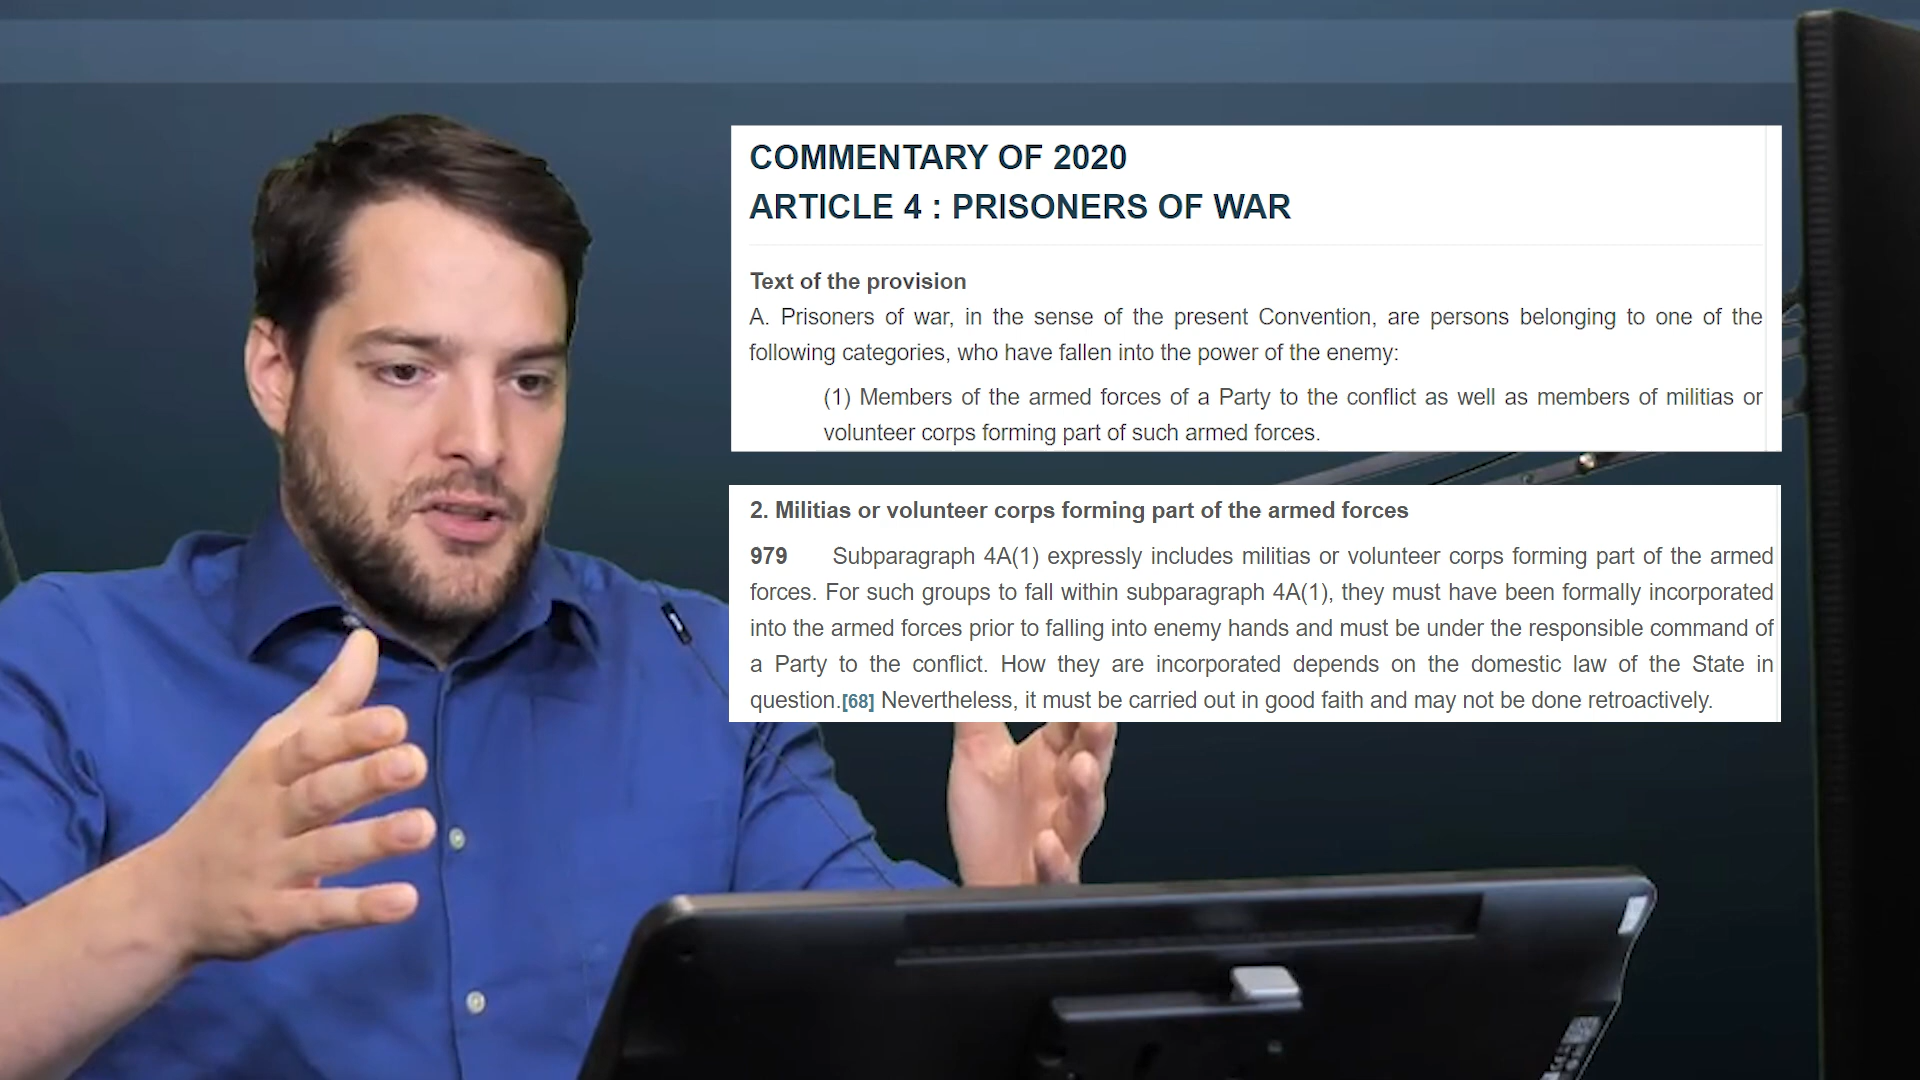 COMMENTARY OF 2020
ARTICLE 4 : PRISONERS OF WAR
Text of the provision
A. Prisoners of war, in the sense of the present Convention, are persons belonging to one of the
following categories, who have fallen into the power of the enemy:
(1) Members of the armed forces of a Party to the conflict as well as members of militias or
volunteer corps forming part of such armed forces.
2. Militias or volunteer corps forming part of the armed forces
979 Subparagraph 4A(1) expressly includes militias or volunteer corps forming part of the armed
forces. For such groups to fall within subparagraph 4A(1), they must have been formally incorporated
into the armed forces prior to falling into enemy hands and must be under the responsible command of
a Party to the conflict. How they are incorporated depends on the domestic law of the State in
question.[68] Nevertheless, it must be carried out in good faith and may not be done retroactively.